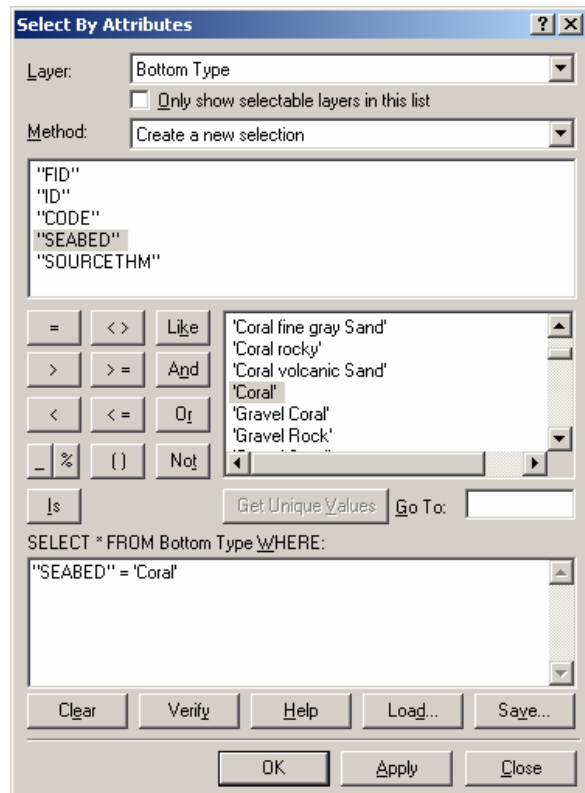 Select By Attributes
? X
Layer: Bottom Type
Only show selectable layers in this list
Method: Create a new selection
"FID"
"ID"
"CODE"
"SEABED"
"SOURCETHM"
= < > Like
> > = And
< < = Or
_ % ( ) Not
Is
'Coral fine gray Sand'
'Coral rocky'
'Coral volcanic Sand'
'Coral'
'Gravel Coral'
'Gravel Rock'
Get Unique Values Go To:
SELECT * FROM Bottom Type WHERE:
"SEABED" = 'Coral'
Clear Verify Help Load... Save...
OK Apply Close